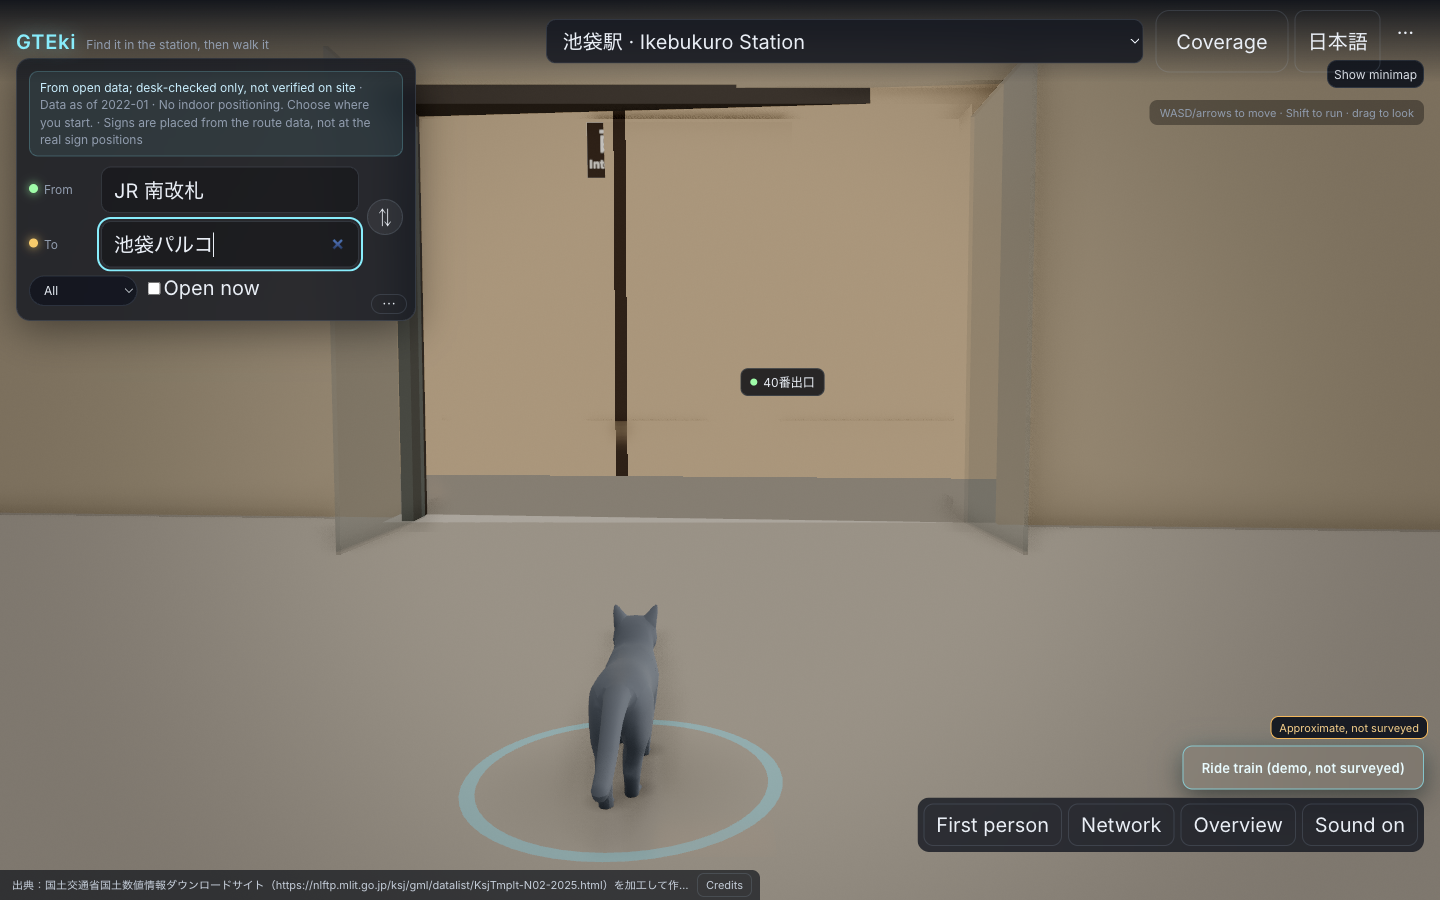 GTEki Find it in the station, then walk it
池袋駅 · Ikebukuro Station
Coverage
日本語
...
Show minimap
WASD/arrows to move · Shift to run · drag to look
From open data; desk-checked only, not verified on site ·
Data as of 2022-01 · No indoor positioning. Choose where
you start. · Signs are placed from the route data, not at the
real sign positions
From JR 南改札
To 池袋パルコ
All
Open now
...
Int
40番出口
Approximate, not surveyed
Ride train (demo, not surveyed)
First person
Network
Overview
Sound on
出典：国土交通省国土数値情報ダウンロードサイト（https://nlftp.mlit.go.jp/ksj/gml/datalist/KsjTmplt-N02-2025.html）を加工して作...
Credits